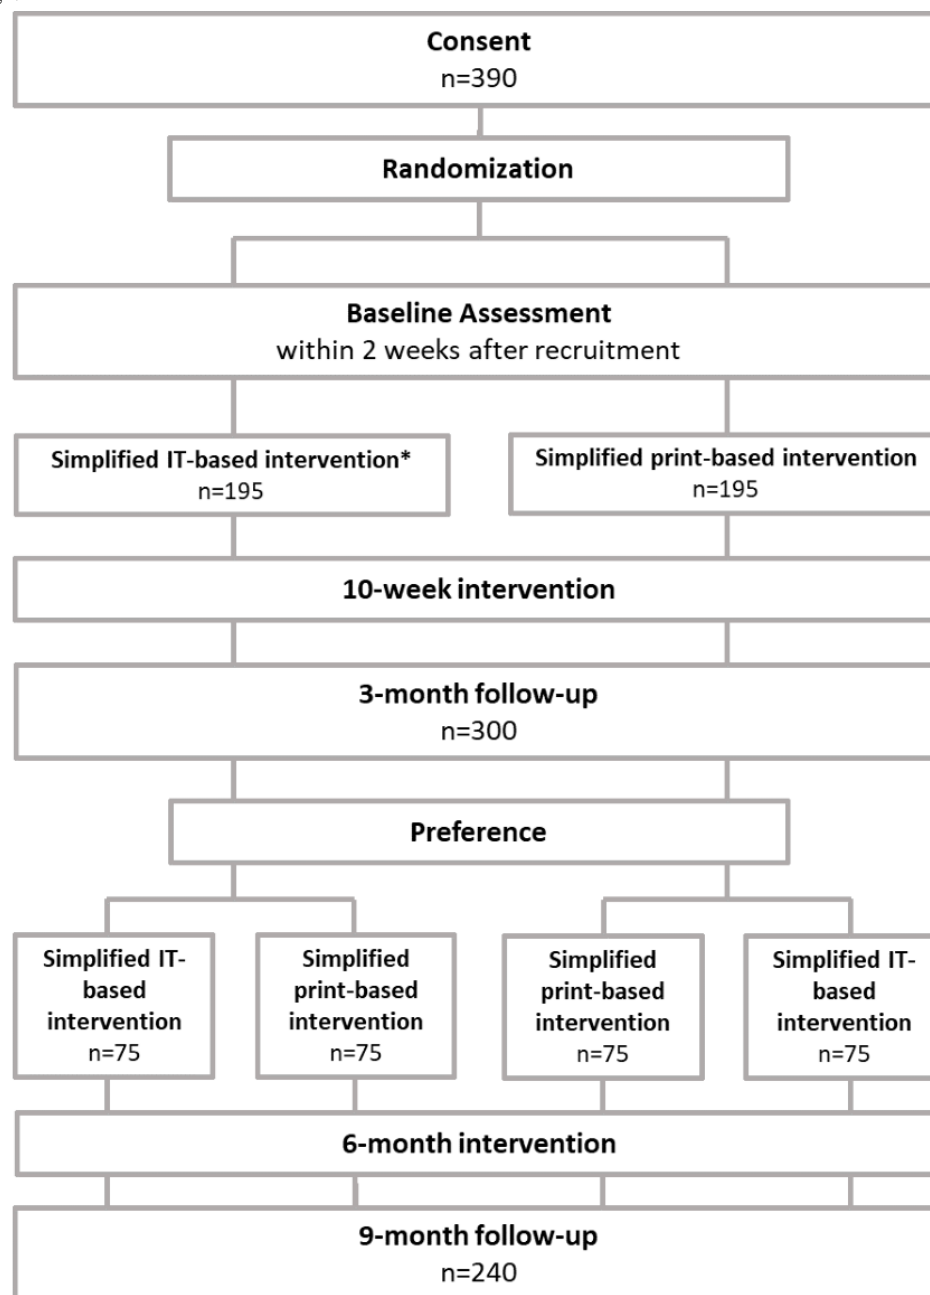 Consent
n=390
Randomization
Baseline Assessment
within 2 weeks after recruitment
Simplified IT-based intervention*
n=195
Simplified print-based intervention
n=195
10-week intervention
3-month follow-up
n=300
Preference
Simplified IT-
based
intervention
n=75
Simplified
print-based
intervention
n=75
Simplified
print-based
intervention
n=75
Simplified IT-
based
intervention
n=75
6-month intervention
9-month follow-up
n=240